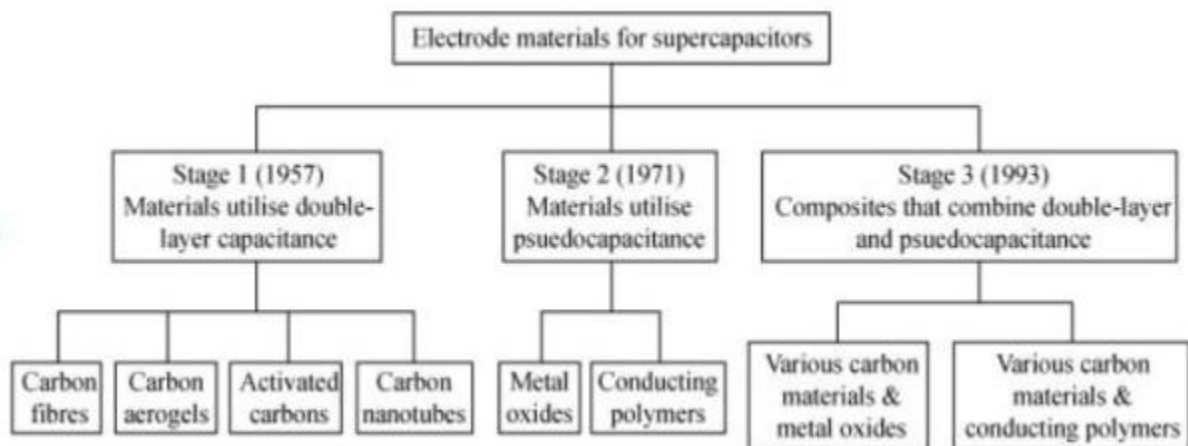 Electrode materials for supercapacitors
Stage 1 (1957)
Materials utilise double-
layer capacitance
Stage 2 (1971)
Materials utilise
psuedocapacitance
Stage 3 (1993)
Composites that combine double-layer
and psuedocapacitance
Carbon
fibres
Carbon
aerogels
Activated
carbons
Carbon
nanotubes
Metal
oxides
Conducting
polymers
Various carbon
materials &
metal oxides
Various carbon
materials &
conducting polymers